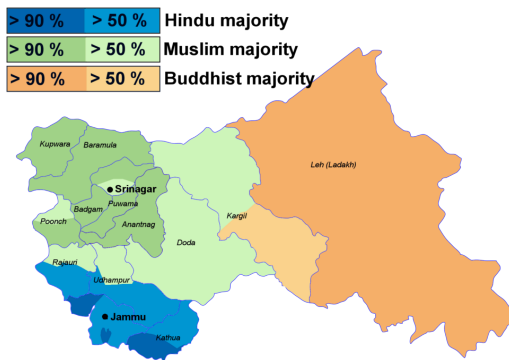 > 90 % > 50 % Hindu majority
> 90 % > 50 % Muslim majority
> 90 % > 50 % Buddhist majority
Kupwara
Baramula
Leh (Ladakh)
Srinagar
Badgam
Puwama
Poonch
Anantnag
Kargil
Doda
Rajauri
Udhampur
Jammu
Kathua